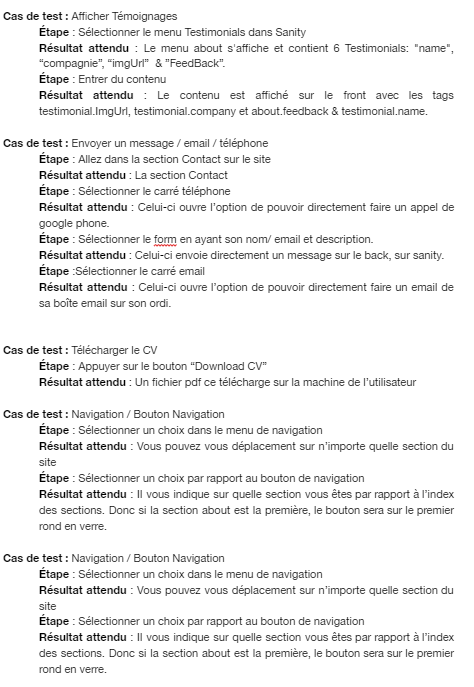 Cas de test : Afficher Témoignages
Étape : Sélectionner le menu Testimonials dans Sanity
Résultat attendu : Le menu about s'affiche et contient 6 Testimonials: "name",
“compagnie”, “imgUrl” & ”FeedBack”.
Étape : Entrer du contenu
Résultat attendu : Le contenu est affiché sur le front avec les tags
testimonial.ImgUrl, testimonial.company et about.feedback & testimonial.name.
Cas de test : Envoyer un message / email / téléphone
Étape : Allez dans la section Contact sur le site
Résultat attendu : La section Contact
Étape : Sélectionner le carré téléphone
Résultat attendu : Celui-ci ouvre l’option de pouvoir directement faire un appel de
google phone.
Étape : Sélectionner le form en ayant son nom/ email et description.
Résultat attendu : Celui-ci envoie directement un message sur le back, sur sanity.
Étape :Sélectionner le carré email
Résultat attendu : Celui-ci ouvre l’option de pouvoir directement faire un email de
sa boîte email sur son ordi.
Cas de test : Télécharger le CV
Étape : Appuyer sur le bouton “Download CV”
Résultat attendu : Un fichier pdf ce télécharge sur la machine de l’utilisateur
Cas de test : Navigation / Bouton Navigation
Étape : Sélectionner un choix dans le menu de navigation
Résultat attendu : Vous pouvez vous déplacement sur n’importe quelle section du
site
Étape : Sélectionner un choix par rapport au bouton de navigation
Résultat attendu : Il vous indique sur quelle section vous êtes par rapport à l’index
des sections. Donc si la section about est la première, le bouton sera sur le premier
rond en verre.
Cas de test : Navigation / Bouton Navigation
Étape : Sélectionner un choix dans le menu de navigation
Résultat attendu : Vous pouvez vous déplacement sur n’importe quelle section du
site
Étape : Sélectionner un choix par rapport au bouton de navigation
Résultat attendu : Il vous indique sur quelle section vous êtes par rapport à l’index
des sections. Donc si la section about est la première, le bouton sera sur le premier
rond en verre.